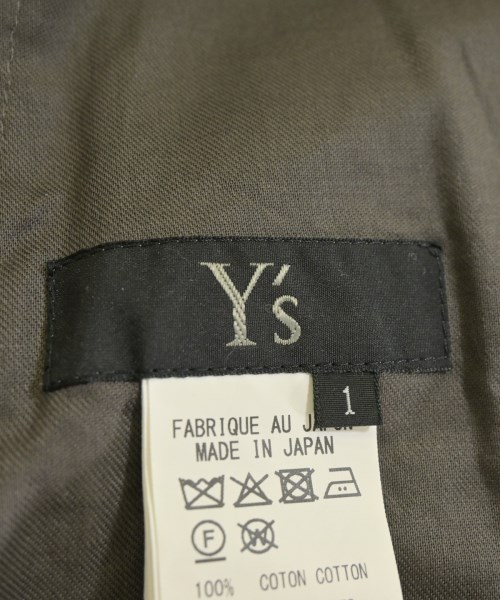 Y's
1
FABRIQUE AU JAPON
MADE IN JAPAN
F
W
100% COTON COTTON